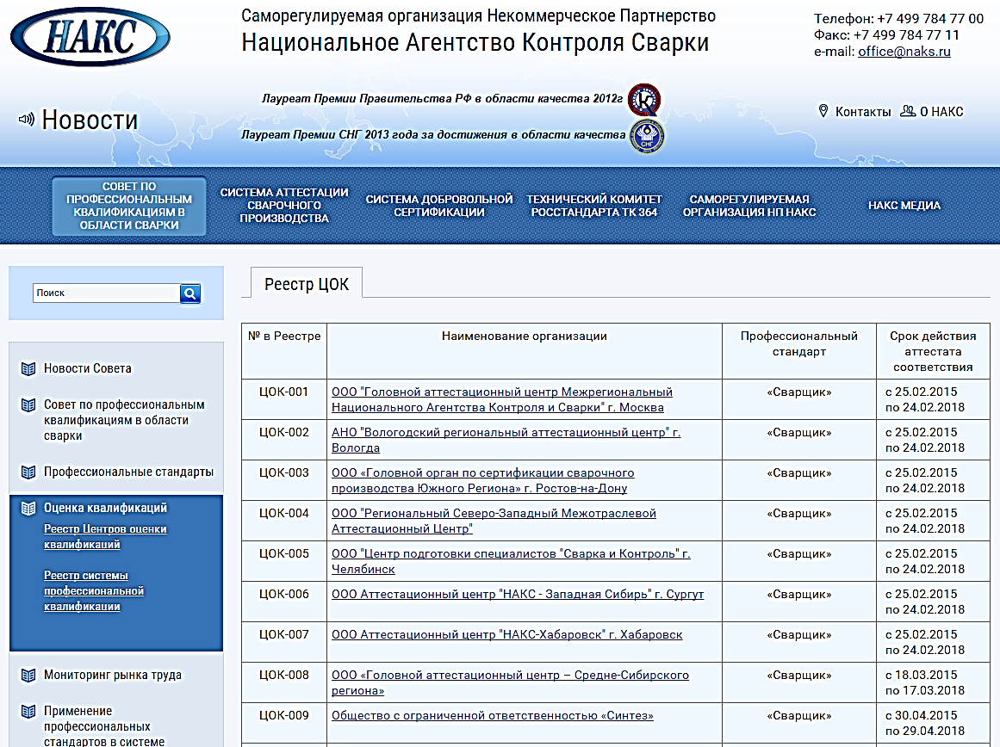 НАКС
Саморегулируемая организация Некоммерческое Партнерство
Национальное Агентство Контроля Сварки
Телефон: +7 499 784 77 00
Факс: +7 499 784 77 11
e-mail: office@naks.ru
Лауреат Премии Правительства РФ в области качества 2012г
Лауреат Премии СНГ 2013 года за достижения в области качества
СНГ
Новости
Контакты
О НАКС
СОВЕТ ПО
ПРОФЕССИОНАЛЬНЫМ
КВАЛИФИКАЦИЯМ В
ОБЛАСТИ СВАРКИ
СИСТЕМА АТТЕСТАЦИИ
СВАРОЧНОГО
ПРОИЗВОДСТВА
СИСТЕМА ДОБРОВОЛЬНОЙ
СЕРТИФИКАЦИИ
ТЕХНИЧЕСКИЙ КОМИТЕТ
РОССТАНДАРТА ТК 364
САМОРЕГУЛИРУЕМАЯ
ОРГАНИЗАЦИЯ НП НАКС
НАКС МЕДИА
Поиск
Новости Совета
Совет по профессиональным
квалификациям в области
сварки
Профессиональные стандарты
Оценка квалификаций
Реестр Центров оценки
квалификаций
Реестр системы
профессиональной
квалификации
Мониторинг рынка труда
Применение
профессиональных
стандартов в системе
Реестр ЦОК
№ в Реестре
Наименование организации
Профессиональный
стандарт
Срок действия
аттестата
соответствия
ЦОК-001
ООО "Головной аттестационный центр Межрегиональный
Национального Агентства Контроля и Сварки" г. Москва
«Сварщик»
с 25.02.2015
по 24.02.2018
ЦОК-002
АНО "Вологодский региональный аттестационный центр" г.
Вологда
«Сварщик»
с 25.02.2015
по 24.02.2018
ЦОК-003
ООО «Головной орган по сертификации сварочного
производства Южного Региона» г. Ростов-на-Дону
«Сварщик»
с 25.02.2015
по 24.02.2018
ЦОК-004
ООО "Региональный Северо-Западный Межотраслевой
Аттестационный Центр"
«Сварщик»
с 25.02.2015
по 24.02.2018
ЦОК-005
ООО "Центр подготовки специалистов "Сварка и Контроль" г.
Челябинск
«Сварщик»
с 25.02.2015
по 24.02.2018
ЦОК-006
ООО Аттестационный центр "НАКС - Западная Сибирь" г. Сургут
«Сварщик»
с 25.02.2015
по 24.02.2018
ЦОК-007
ООО Аттестационный центр "НАКС-Хабаровск" г. Хабаровск
«Сварщик»
с 25.02.2015
по 24.02.2018
ЦОК-008
ООО «Головной аттестационный центр – Средне-Сибирского
региона»
«Сварщик»
с 18.03.2015
по 17.03.2018
ЦОК-009
Общество с ограниченной ответственностью «Синтез»
«Сварщик»
с 30.04.2015
по 29.04.2018